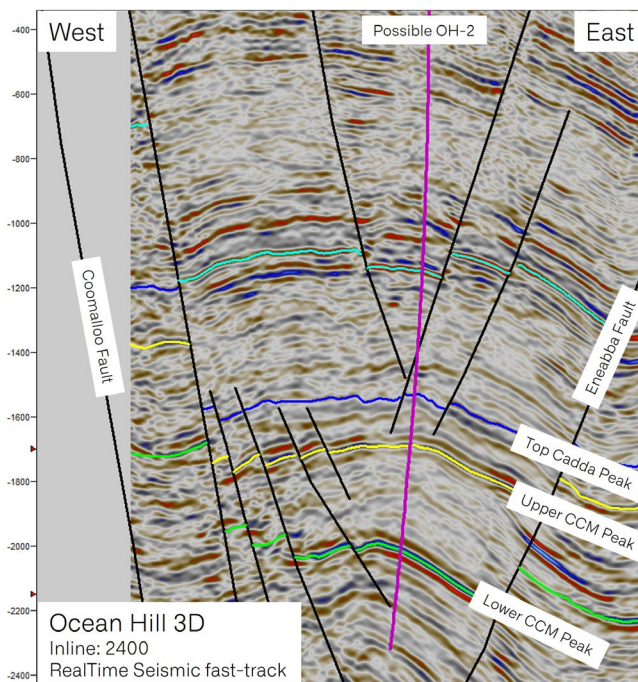 West
Possible OH-2
East
-400
-600
-800
-1000
-1200
-1400
-1600
-1800
-2000
-2200
-2400
Coomalloo Fault
Eneabba Fault
Top Cadda Peak
Upper CCM Peak
Lower CCM Peak
Ocean Hill 3D
Inline: 2400
RealTime Seismic fast-track